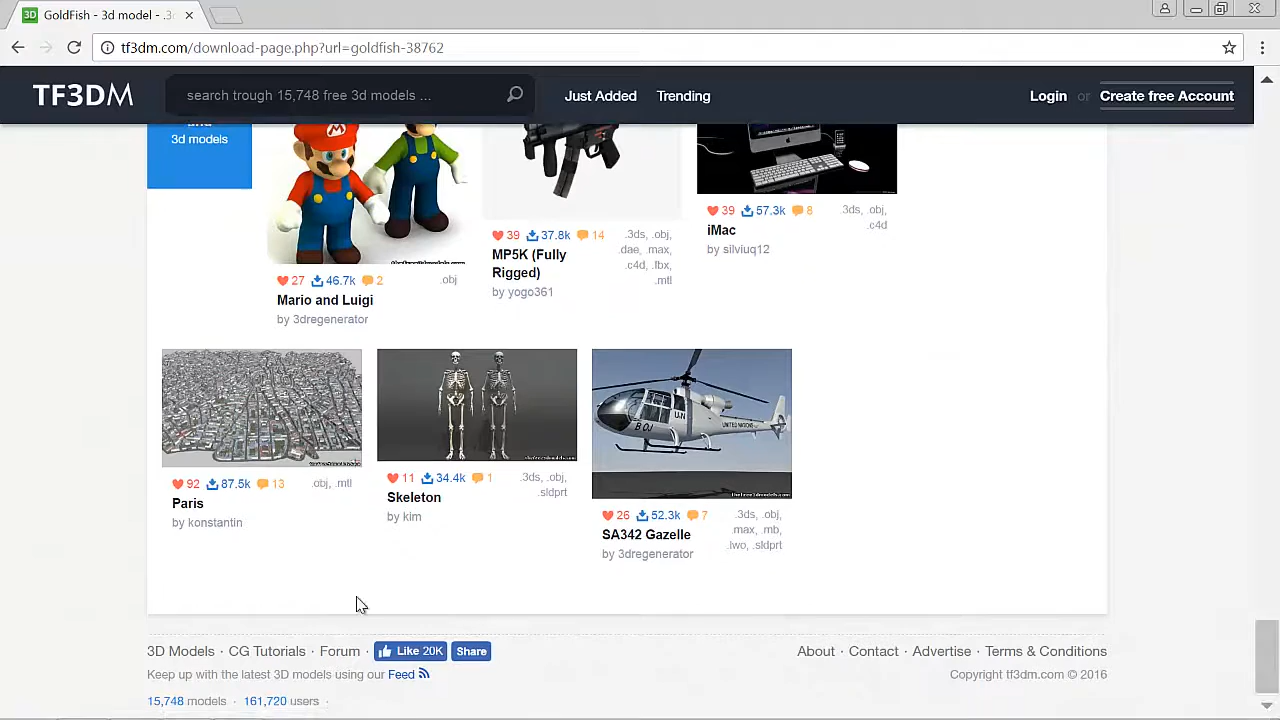 GoldFish - 3d model - .3
tf3dm.com/download-page.php?url=goldfish-38762
TF3DM
search trough 15,748 free 3d models ...
Just Added
Trending
Login or Create free Account
3d models
39 57.3k 8
.3ds, .obj,
.c4d
iMac
by silviuq12
39 37.8k 14
.3ds, .obj,
.dae, .max,
.c4d, .fbx,
.mtl
MP5K (Fully
Rigged)
by yogo361
27 46.7k 2
.obj
Mario and Luigi
by 3dregenerator
92 87.5k 13
.obj, .mtl
Paris
by konstantin
11 34.4k 1
.3ds, .obj,
.sldprt
Skeleton
by kim
UNITED NATIONS
26 52.3k 7
.3ds, .obj,
.max, .mb,
.lwo, .sldprt
SA342 Gazelle
by 3dregenerator
3D Models · CG Tutorials · Forum · Like 20K Share
About · Contact · Advertise · Terms & Conditions
Keep up with the latest 3D models using our Feed
Copyright tf3dm.com © 2016
15,748 models · 161,720 users ·